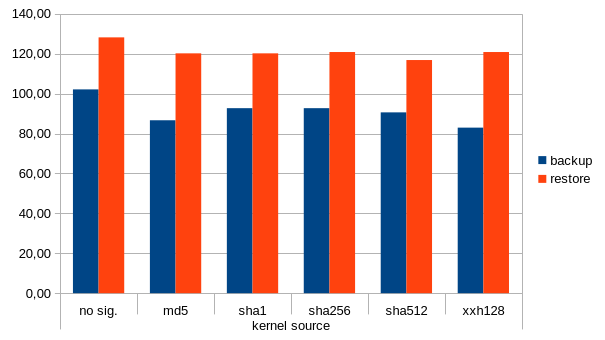 140,00
120,00
100,00
80,00
60,00
40,00
20,00
0,00
no sig. md5 sha1 sha256 sha512 xxh128
kernel source
backup
restore